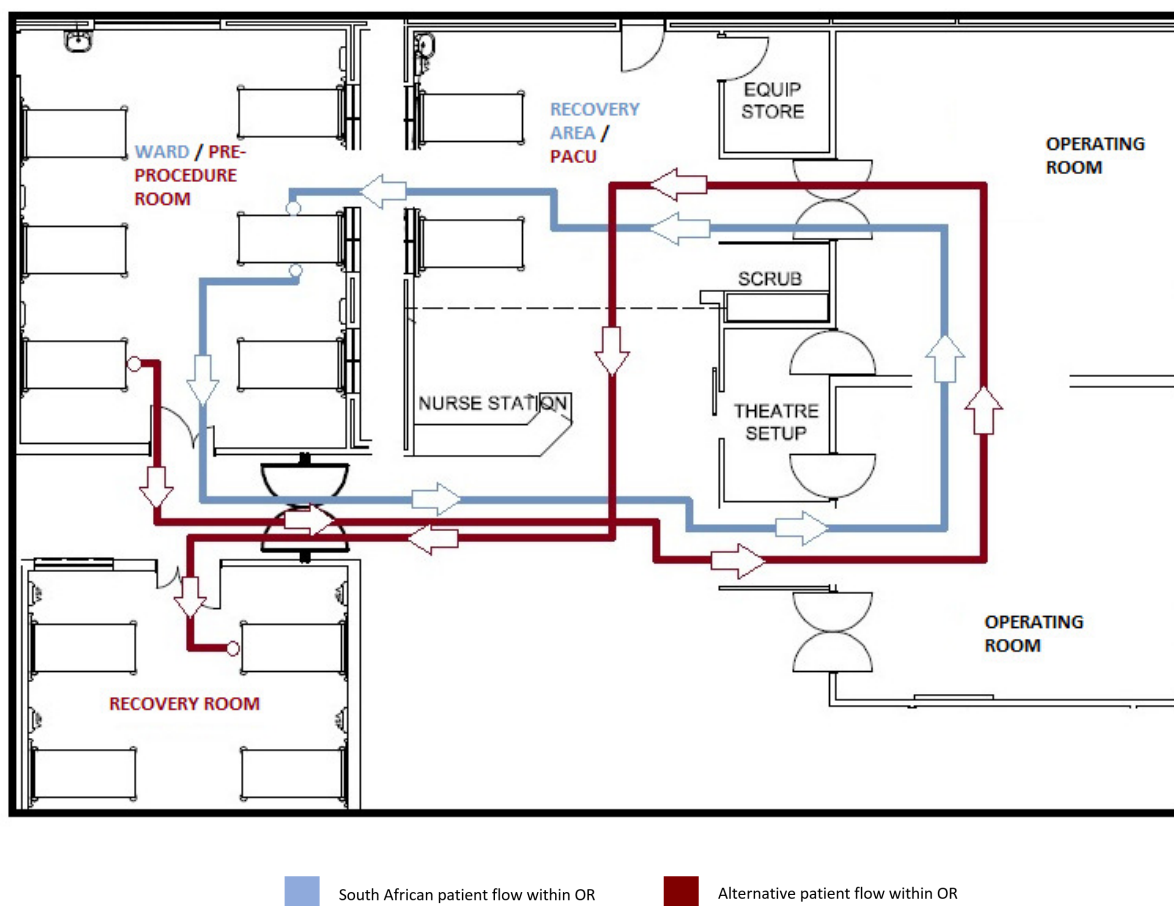 EQUIP
STORE
RECOVERY
AREA /
PACU
OPERATING
ROOM
WARD / PRE-
PROCEDURE
ROOM
SCRUB
NURSE STATION
THEATRE
SETUP
OPERATING
ROOM
RECOVERY ROOM
South African patient flow within OR
Alternative patient flow within OR